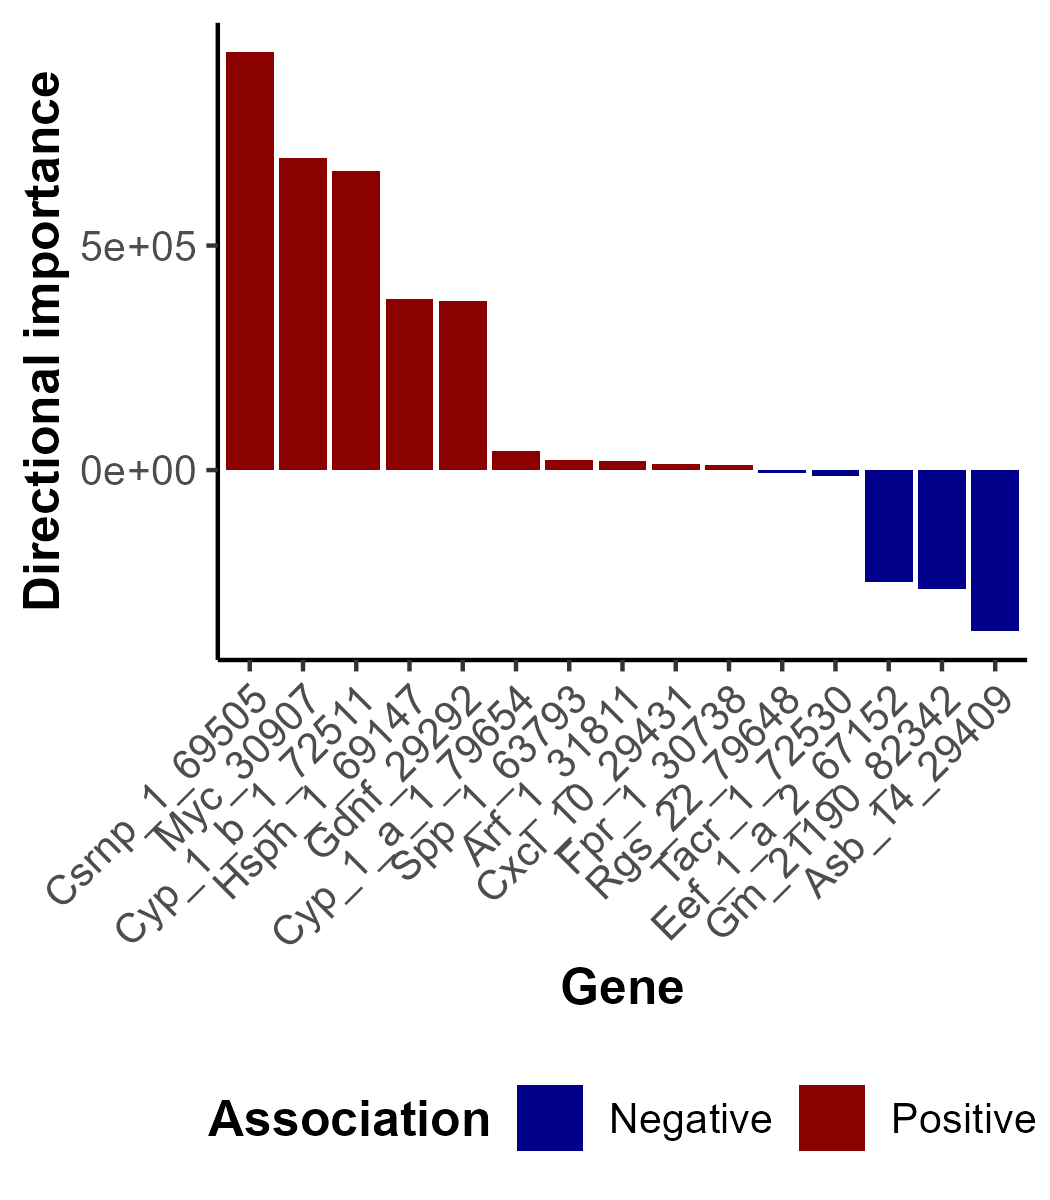 Directional importance
5e+05
0e+00
Csrnp_1_69505
Myc_30907
Cyp_1_b_1_72511
Hsph_1_69147
Gdnf_29292
Cyp_1_a_1_79654
Spp_1_63793
Arf_1_31811
Cxcl_10_29431
Fpr_1_30738
Rgs_22_79648
Tacr_1_72530
Eef_1_a_2_67152
Gm_21190_82342
Asb_14_29409
Gene
Association
Negative
Positive